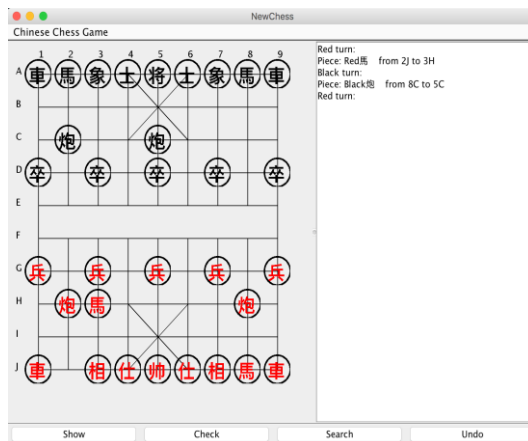 NewChess
Chinese Chess Game
1 2 3 4 5 6 7 8 9
A 車 馬 象 士 将 士 象 馬 車
B
C 炮 炮
D 卒 卒 卒 卒 卒
E
F
G 兵 兵 兵 兵 兵
H 炮 馬 炮
I
J 車 相 仕 帅 仕 相 馬 車
Red turn:
Piece: Red馬 from 2J to 3H
Black turn:
Piece: Black炮 from 8C to 5C
Red turn:
Show Check Search Undo